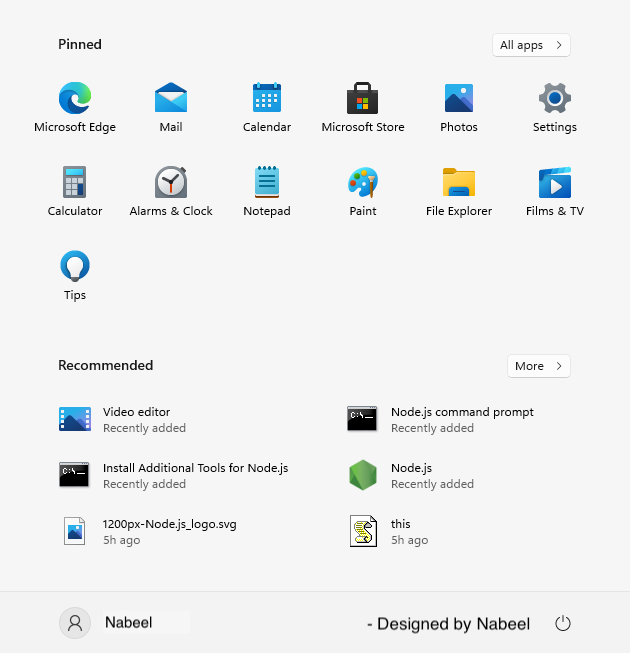 Pinned
All apps
Microsoft Edge
Mail
Calendar
Microsoft Store
Photos
Settings
Calculator
Alarms & Clock
Notepad
Paint
File Explorer
Films & TV
Tips
Recommended
More
Video editor
Recently added
Node.js command prompt
Recently added
Install Additional Tools for Node.js
Recently added
Node.js
Recently added
1200px-Node.js_logo.svg
5h ago
this
5h ago
Nabeel
- Designed by Nabeel